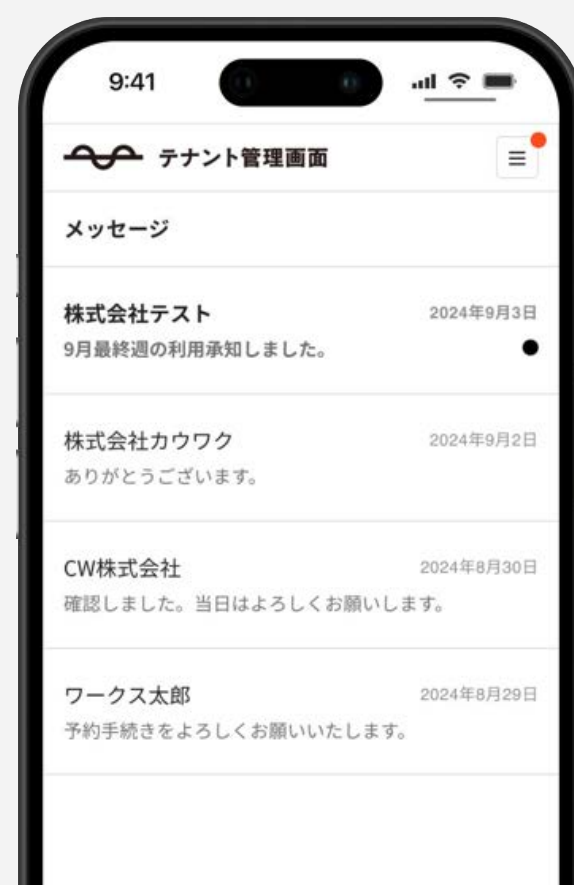 9:41
テナント管理画面
メッセージ
株式会社テスト 2024年9月3日
9月最終週の利用承知しました。
株式会社カウワク 2024年9月2日
ありがとうございます。
CW株式会社 2024年8月30日
確認しました。当日はよろしくお願いします。
ワークス太郎 2024年8月29日
予約手続きをよろしくお願いいたします。